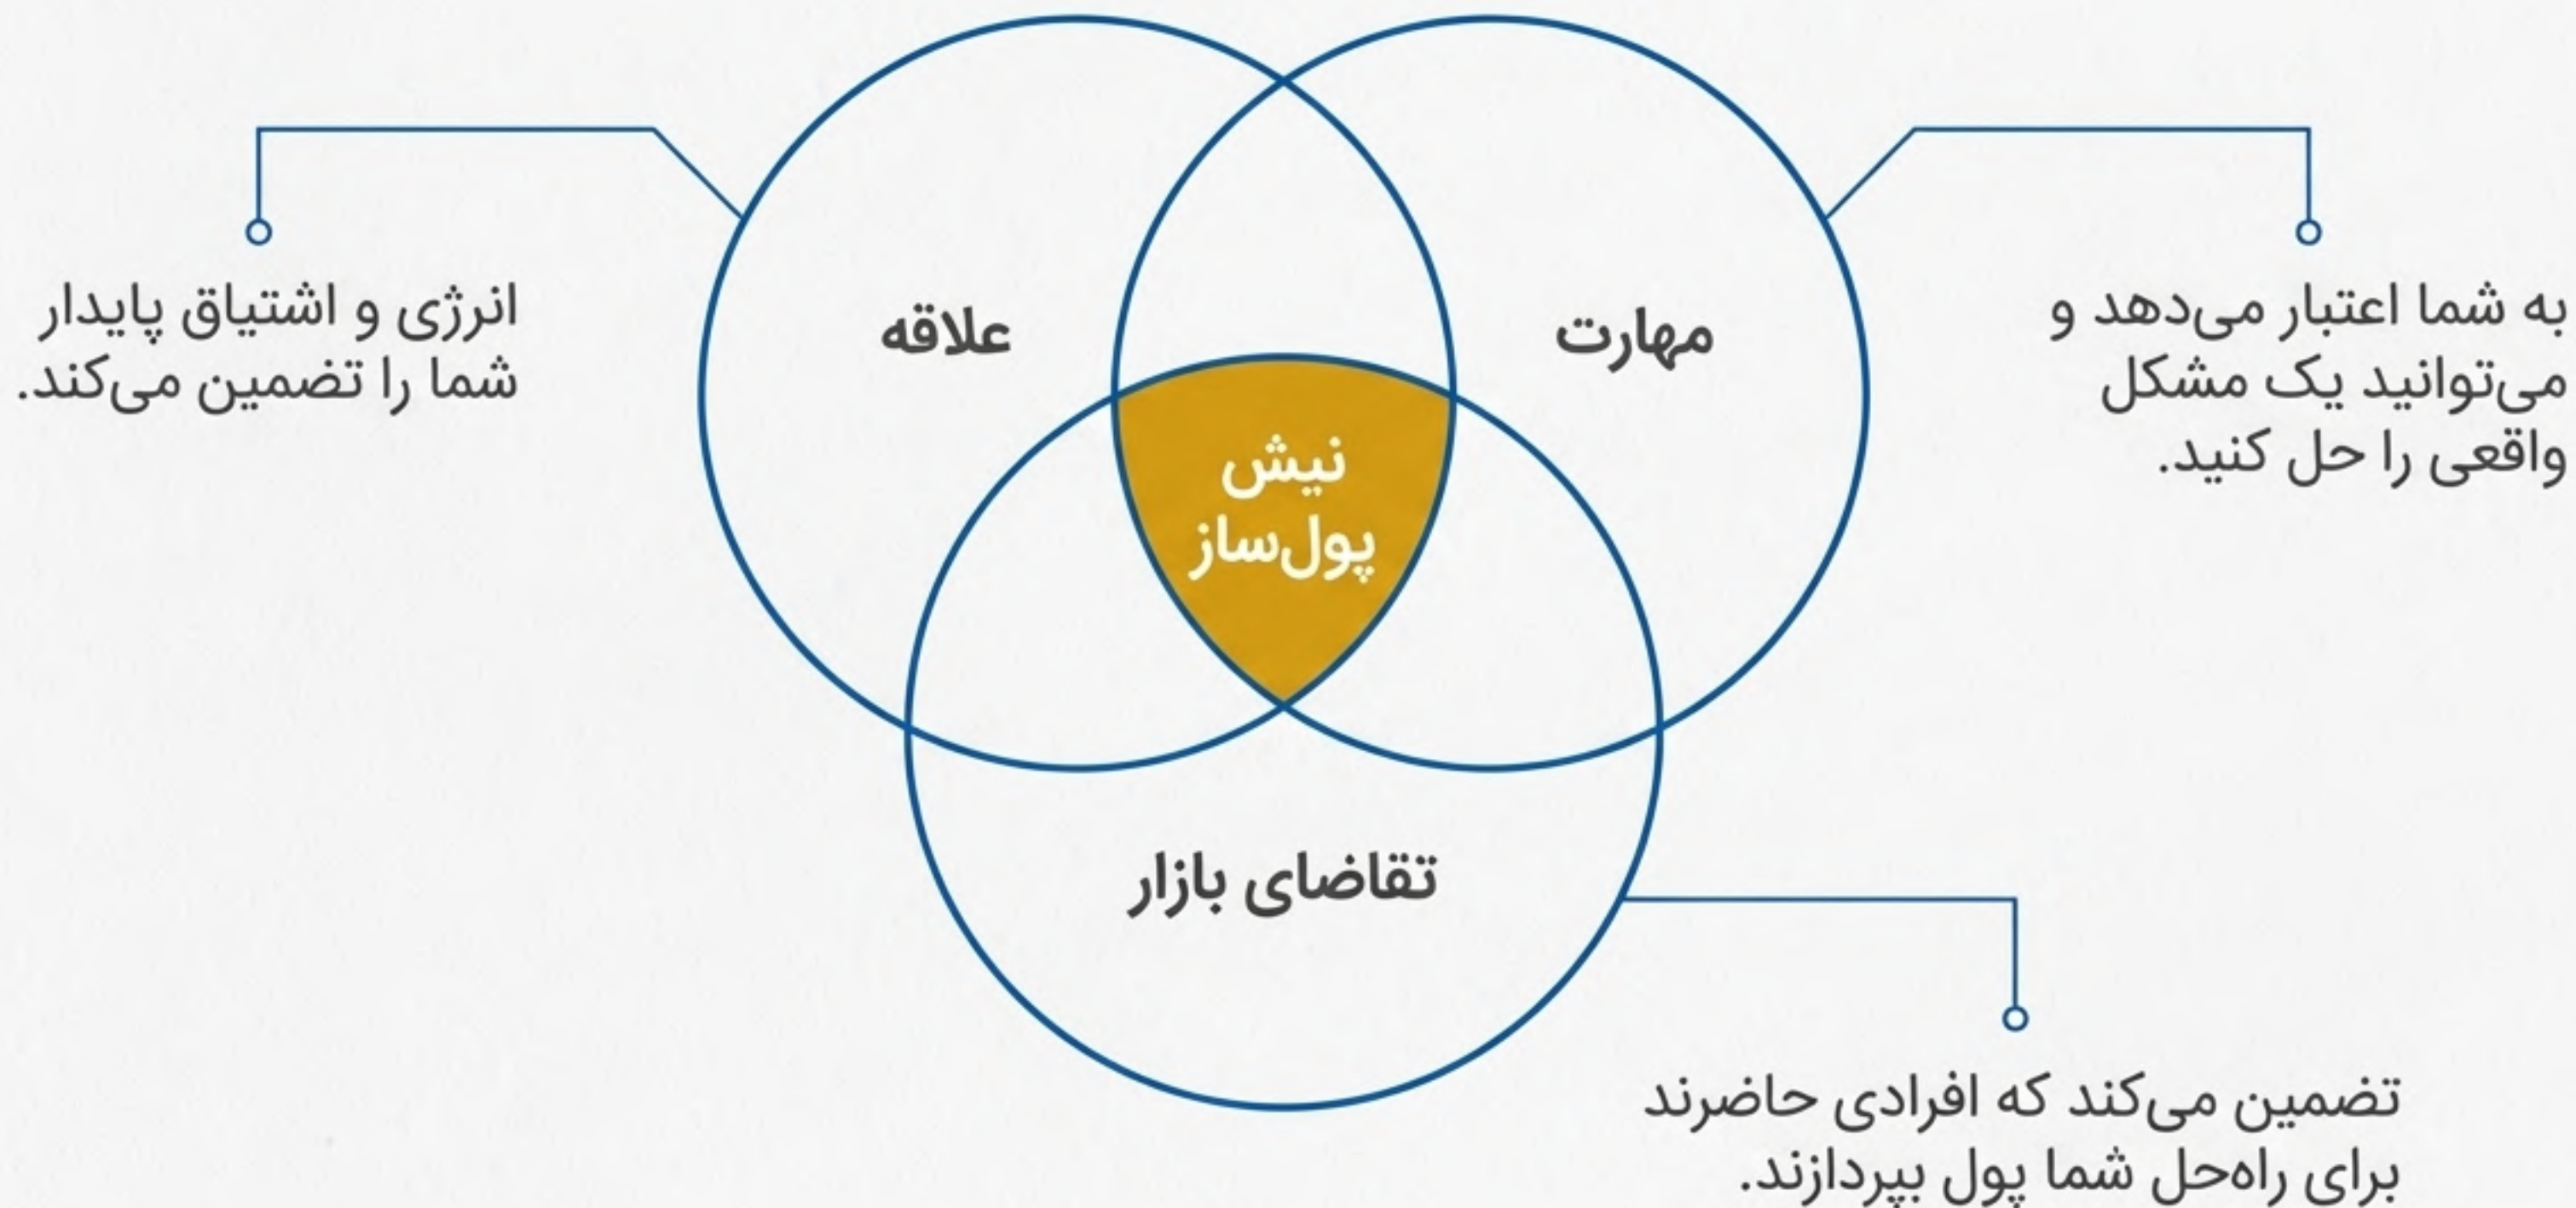 علاقه
مهارت
نیش
پول‌ساز
تقاضای بازار
به شما اعتبار می‌دهد و
می‌توانید یک مشکل
واقعی را حل کنید.
انرژی و اشتیاق پایدار
شما را تضمین می‌کند.
تضمین می‌کند که افرادی حاضرند
برای راه‌حل شما پول بپردازند.